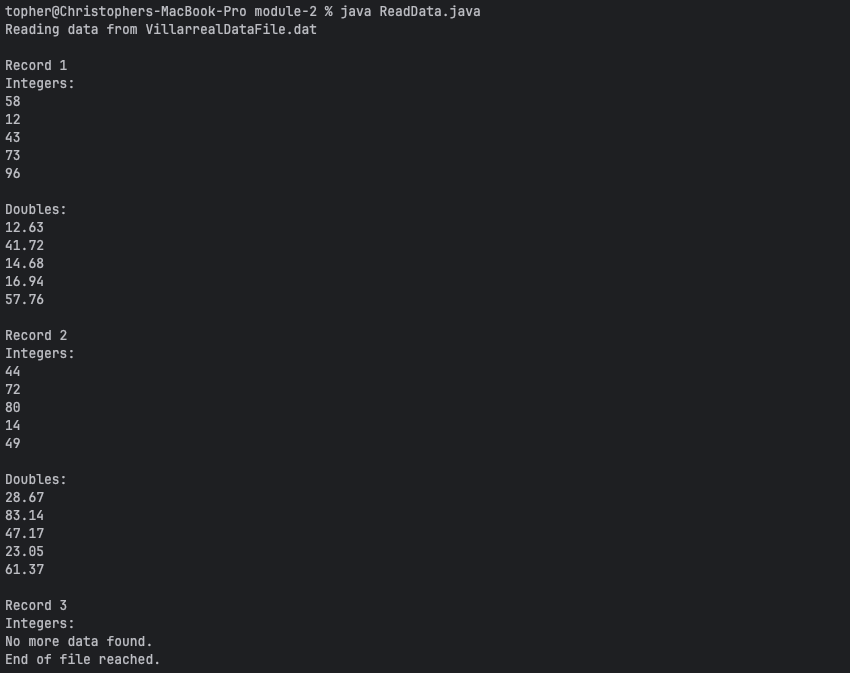 topher@Christophers-MacBook-Pro module-2 % java ReadData.java
Reading data from VillarrealDataFile.dat
Record 1
Integers:
58
12
43
73
96
Doubles:
12.63
41.72
14.68
16.94
57.76
Record 2
Integers:
44
72
80
14
49
Doubles:
28.67
83.14
47.17
23.05
61.37
Record 3
Integers:
No more data found.
End of file reached.